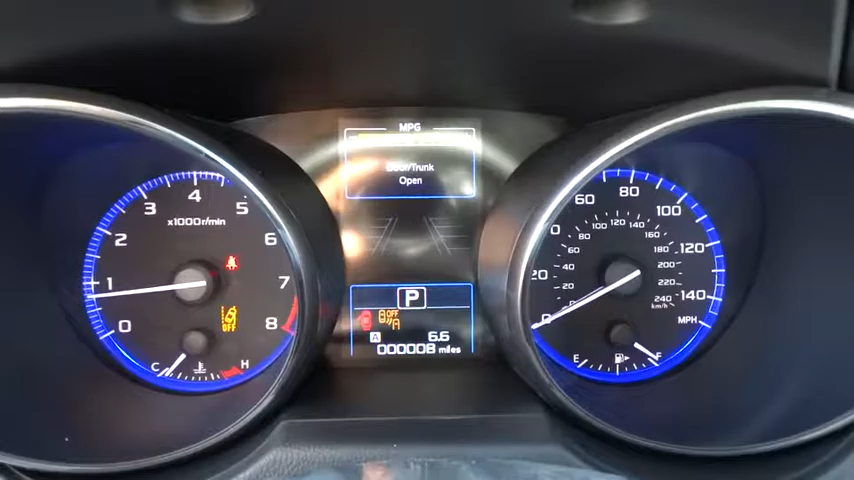 MPG
Door/Trunk
Open
0
1
2
3
4
5
6
7
8
x1000r/min
OFF
C
H
P
OFF
A
A
6.6
000008 miles
0
20
60
80
100
120
140
MPH
20
40
60
80
100
120
140
160
180
200
220
240
km/h
E
F